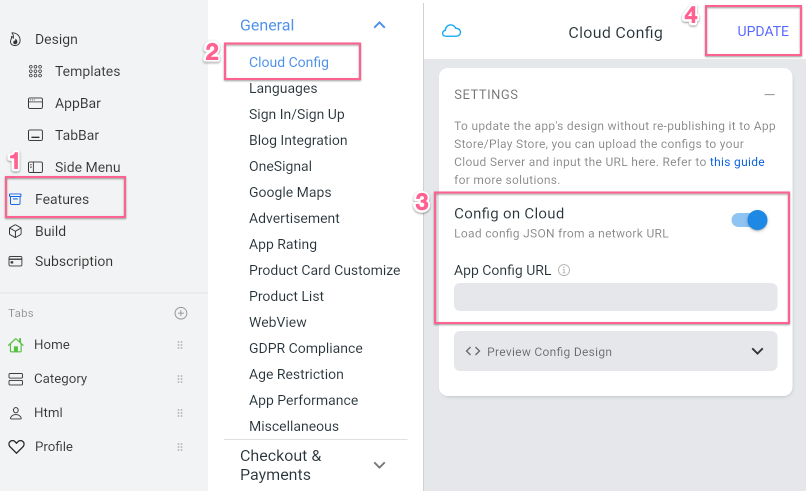 Design
Templates
AppBar
TabBar
1
Side Menu
Features
Build
Subscription
Tabs
Home
Category
Html
Profile
General
2
Cloud Config
Languages
Sign In/Sign Up
Blog Integration
OneSignal
Google Maps
Advertisement
App Rating
Product Card Customize
Product List
WebView
GDPR Compliance
Age Restriction
App Performance
Miscellaneous
Checkout &
Payments
Cloud Config
4
UPDATE
SETTINGS
To update the app's design without re-publishing it to App
Store/Play Store, you can upload the configs to your
Cloud Server and input the URL here. Refer to this guide
for more solutions.
3
Config on Cloud
Load config JSON from a network URL
App Config URL
Preview Config Design